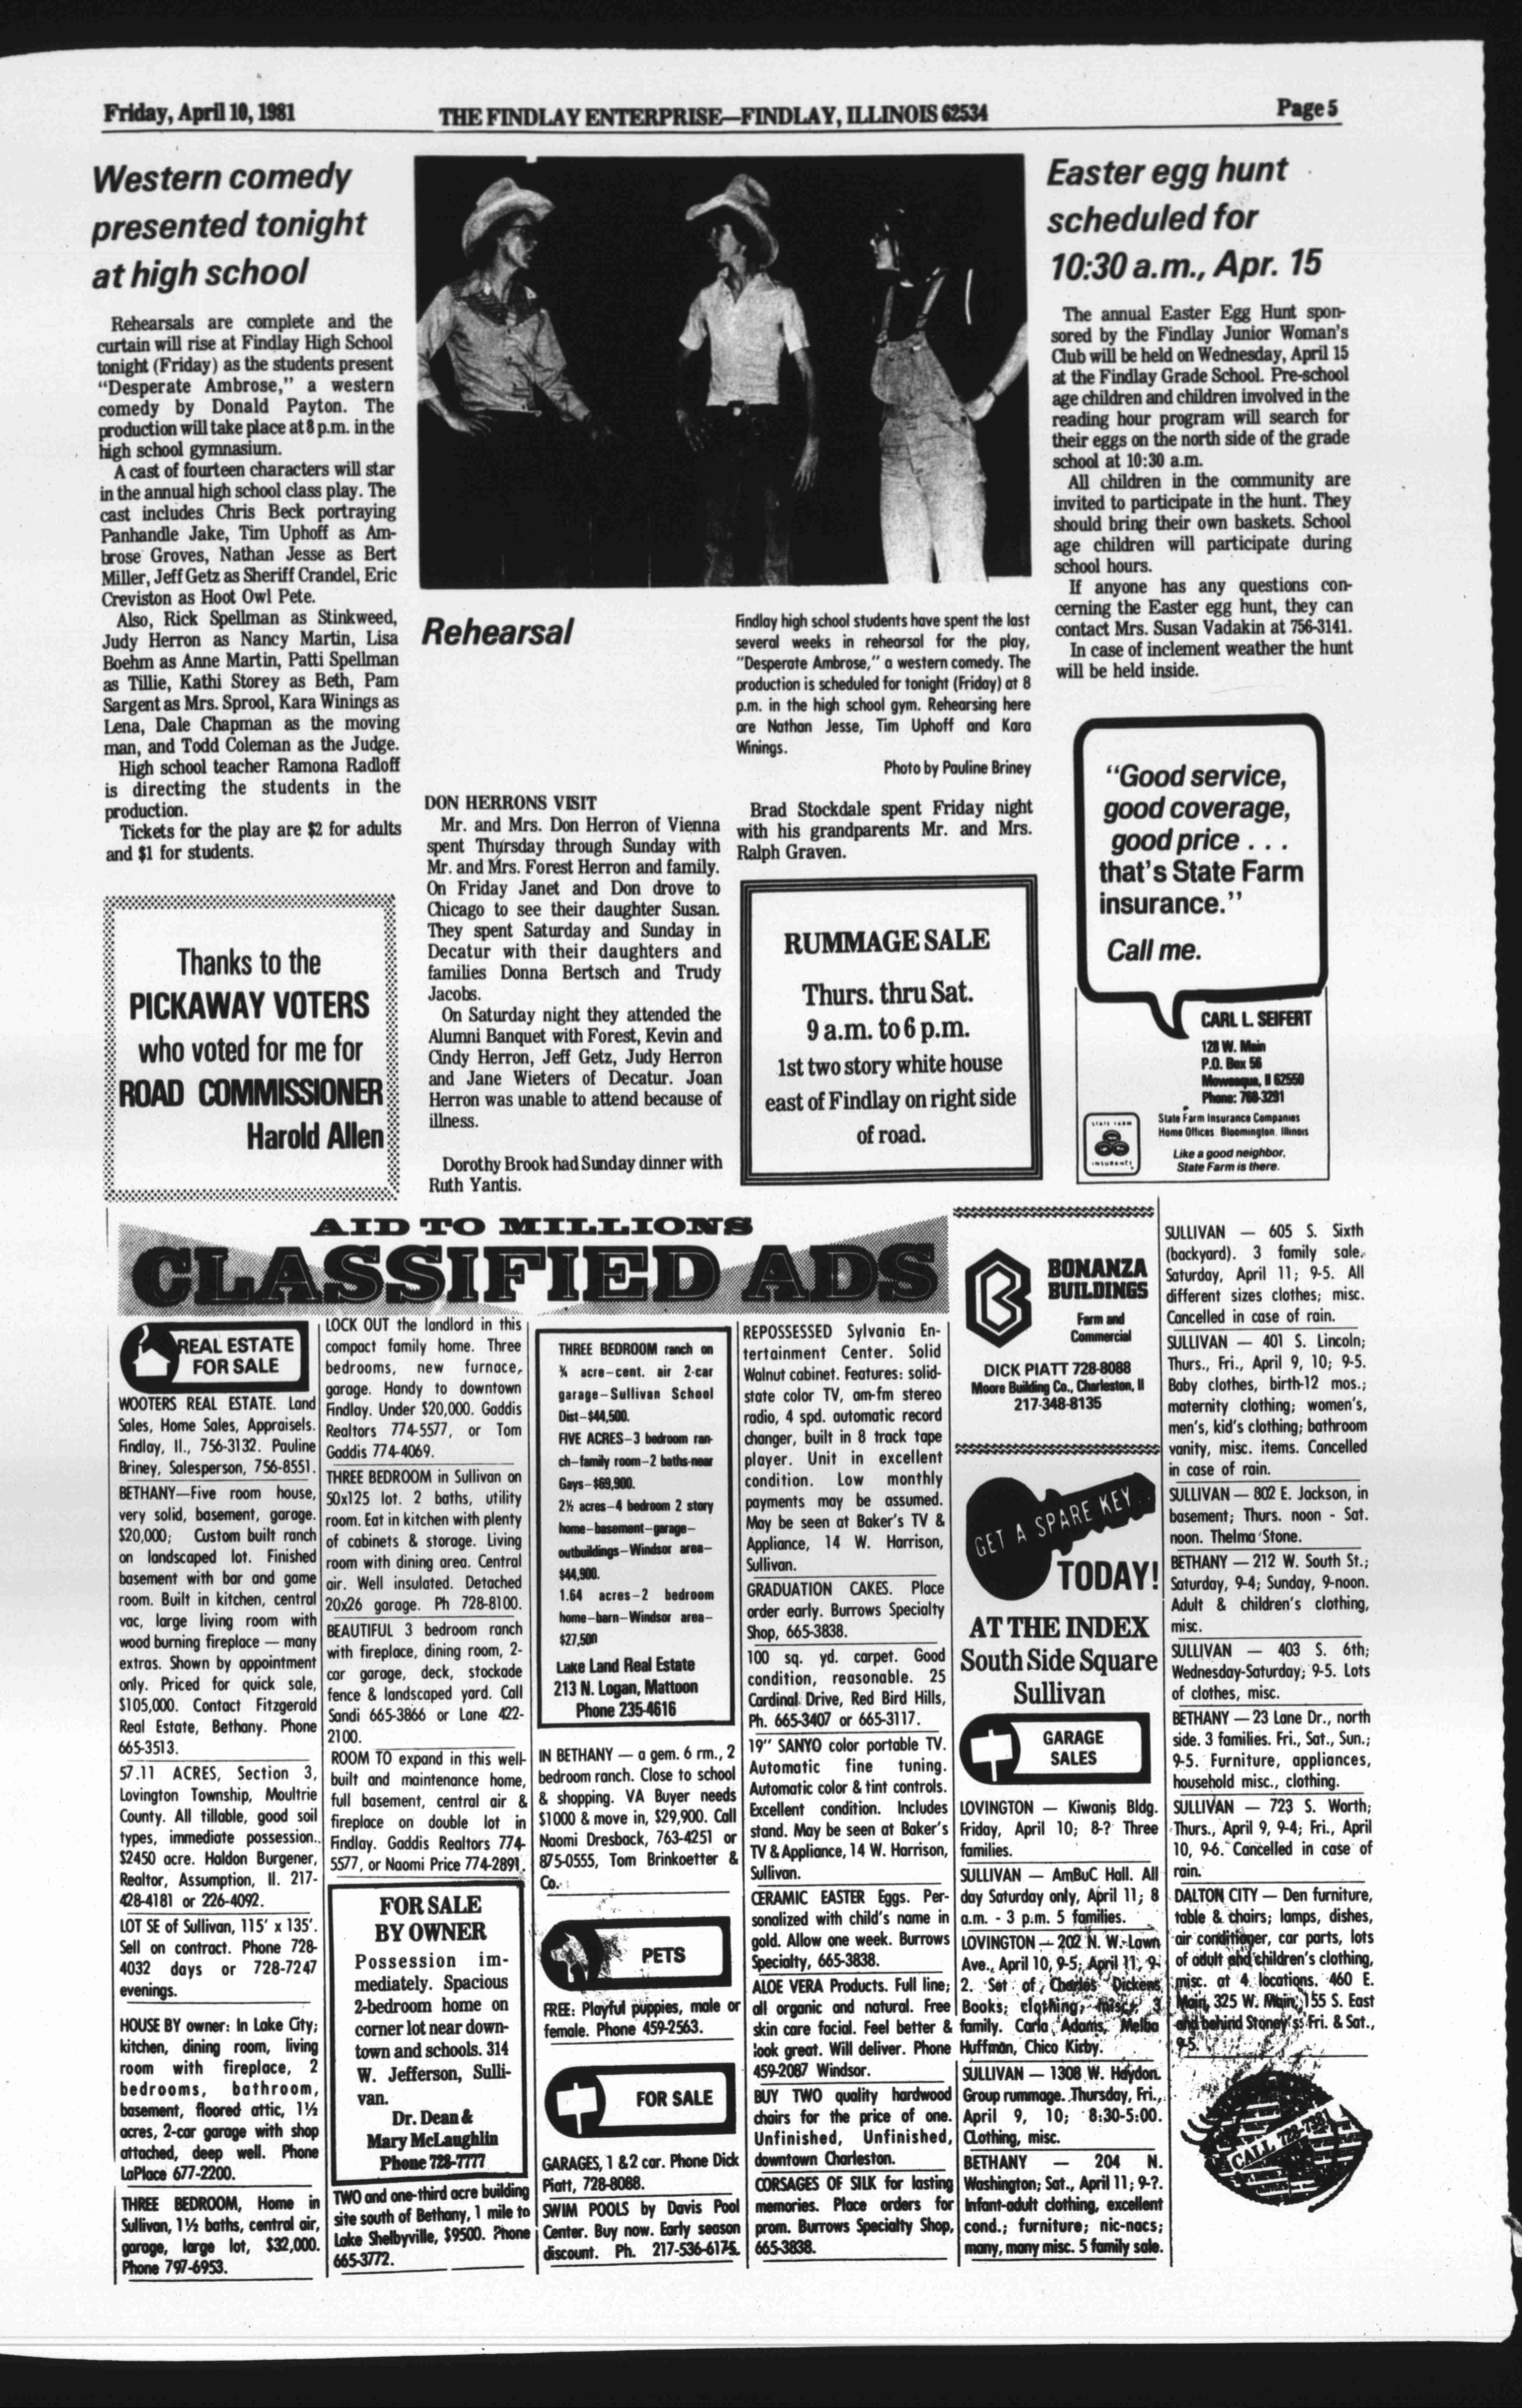 Friday, April 10, 1981
THE FINDLAY ENTERPRISE—FINDLAY, ILLINOIS 62534
Page 5
Western comedy
presented tonight
at high school
Rehearsals are complete and the
curtain will rise at Findlay High School
tonight (Friday) as the students present
"Desperate Ambrose," a western
comedy by Donald Payton. The
production will take place at 8 p.m. in the
high school gymnasium.
A cast of fourteen characters will star
in the annual high school class play. The
cast includes Chris Beck portraying
Panhandle Jake, Tim Uphoff as Am-
brose Groves, Nathan Jesse as Bert
Miller, Jeff Getz as Sheriff Crandel, Eric
Creviston as Hoot Owl Pete.
Also, Rick Spellman as Stinkweed,
Judy Herron as Nancy Martin, Lisa
Boehm as Anne Martin, Patti Spellman
as Tillie, Kathi Storey as Beth, Pam
Sargent as Mrs. Sprool, Kara Winings as
Lena, Dale Chapman as the moving
man, and Todd Coleman as the Judge.
High school teacher Ramona Radloff
is directing the students in the
production.
Tickets for the play are $2 for adults
and $1 for students.
Thanks to the
PICKAWAY VOTERS
who voted for me for
ROAD COMMISSIONER
Harold Allen
Rehearsal
Findlay high school students have spent the last
several weeks in rehearsal for the play,
"Desperate Ambrose," a western comedy. The
production is scheduled for tonight (Friday) at 8
p.m. in the high school gym. Rehearsing here
are Nathan Jesse, Tim Uphoff and Kara
Winings.
Photo by Pauline Briney
DON HERRONS VISIT
Mr. and Mrs. Don Herron of Vienna
spent Thursday through Sunday with
Mr. and Mrs. Forest Herron and family.
On Friday Janet and Don drove to
Chicago to see their daughter Susan.
They spent Saturday and Sunday in
Decatur with their daughters and
families Donna Bertsch and Trudy
Jacobs.
On Saturday night they attended the
Alumni Banquet with Forest, Kevin and
Cindy Herron, Jeff Getz, Judy Herron
and Jane Wieters of Decatur. Joan
Herron was unable to attend because of
illness.
Dorothy Brook had Sunday dinner with
Ruth Yantis.
Brad Stockdale spent Friday night
with his grandparents Mr. and Mrs.
Ralph Graven.
RUMMAGE SALE
Thurs. thru Sat.
9 a.m. to 6 p.m.
1st two story white house
east of Findlay on right side
of road.
Easter egg hunt
scheduled for
10:30 a.m., Apr. 15
The annual Easter Egg Hunt spon-
sored by the Findlay Junior Woman's
Club will be held on Wednesday, April 15
at the Findlay Grade School. Pre-school
age children and children involved in the
reading hour program will search for
their eggs on the north side of the grade
school at 10:30 a.m.
All children in the community are
invited to participate in the hunt. They
should bring their own baskets. School
age children will participate during
school hours.
If anyone has any questions con-
cerning the Easter egg hunt, they can
contact Mrs. Susan Vadakin at 756-3141.
In case of inclement weather the hunt
will be held inside.
"Good service,
good coverage,
good price . . .
that's State Farm
insurance."
Call me.
CARL L. SEIFERT
128 W. Main
P.O. Box 56
Moweaqua, Il 62550
Phone: 768-3291
STATE FARM
INSURANCE
State Farm Insurance Companies
Home Offices: Bloomington, Illinois
Like a good neighbor,
State Farm is there.
AID TO MILLIONS
CLASSIFIED ADS
REAL ESTATE
FOR SALE
WOOTERS REAL ESTATE. Land
Sales, Home Sales, Appraisels.
Findlay, Il., 756-3132. Pauline
Briney, Salesperson, 756-8551.
BETHANY—Five room house,
very solid, basement, garage.
$20,000; Custom built ranch
on landscaped lot. Finished
basement with bar and game
room. Built in kitchen, central
vac, large living room with
wood burning fireplace — many
extras. Shown by appointment
only. Priced for quick sale,
$105,000. Contact Fitzgerald
Real Estate, Bethany. Phone
665-3513.
57.11 ACRES, Section 3,
Lovington Township, Moultrie
County. All tillable, good soil
types, immediate possession..
$2450 acre. Haldon Burgener,
Realtor, Assumption, Il. 217-
428-4181 or 226-4092.
LOT SE of Sullivan, 115' x 135'.
Sell on contract. Phone 728-
4032 days or 728-7247
evenings.
HOUSE BY owner: In Lake City;
kitchen, dining room, living
room with fireplace, 2
bedrooms, bathroom,
basement, floored attic, 1½
acres, 2-car garage with shop
attached, deep well. Phone
LaPlace 677-2200.
THREE BEDROOM, Home in
Sullivan, 1½ baths, central air,
garage, large lot, $32,000.
Phone 797-6953.
LOCK OUT the landlord in this
compact family home. Three
bedrooms, new furnace,
garage. Handy to downtown
Findlay. Under $20,000. Gaddis
Realtors 774-5577, or Tom
Gaddis 774-4069.
THREE BEDROOM in Sullivan on
50x125 lot. 2 baths, utility
room. Eat in kitchen with plenty
of cabinets & storage. Living
room with dining area. Central
air. Well insulated. Detached
20x26 garage. Ph 728-8100.
BEAUTIFUL 3 bedroom ranch
with fireplace, dining room, 2-
car garage, deck, stockade
fence & landscaped yard. Call
Sandi 665-3866 or Lane 422-
2100.
ROOM TO expand in this well-
built and maintenance home,
full basement, central air &
fireplace on double lot in
Findlay. Gaddis Realtors 774-
5577, or Naomi Price 774-2891.
FOR SALE
BY OWNER
Possession im-
mediately. Spacious
2-bedroom home on
corner lot near down-
town and schools. 314
W. Jefferson, Sulli-
van.
Dr. Dean &
Mary McLaughlin
Phone 728-7777
TWO and one-third acre building
site south of Bethany, 1 mile to
Lake Shelbyville, $9500. Phone
665-3772.
THREE BEDROOM ranch on
¾ acre-cent. air 2-car
garage-Sullivan School
Dist-$44,500.
FIVE ACRES-3 bedroom ran-
ch-family room-2 baths-near
Gays-$69,900.
2½ acres-4 bedroom 2 story
home-basement-garage-
outbuildings-Windsor area-
$44,900.
1.64 acres-2 bedroom
home-barn-Windsor area-
$27,500
Lake Land Real Estate
213 N. Logan, Mattoon
Phone 235-4616
IN BETHANY — a gem. 6 rm., 2
bedroom ranch. Close to school
& shopping. VA Buyer needs
$1000 & move in, $29,900. Call
Naomi Dresback, 763-4251 or
875-0555, Tom Brinkoetter &
Co.
PETS
FREE: Playful puppies, male or
female. Phone 459-2563.
FOR SALE
GARAGES, 1 & 2 car. Phone Dick
Piatt, 728-8088.
SWIM POOLS by Davis Pool
Center. Buy now. Early season
discount. Ph. 217-536-6175.
REPOSSESSED Sylvania En-
tertainment Center. Solid
Walnut cabinet. Features: solid-
state color TV, am-fm stereo
radio, 4 spd. automatic record
changer, built in 8 track tape
player. Unit in excellent
condition. Low monthly
payments may be assumed.
May be seen at Baker's TV &
Appliance, 14 W. Harrison,
Sullivan.
GRADUATION CAKES. Place
order early. Burrows Specialty
Shop, 665-3838.
100 sq. yd. carpet. Good
condition, reasonable. 25
Cardinal Drive, Red Bird Hills,
Ph. 665-3407 or 665-3117.
19" SANYO color portable TV.
Automatic fine tuning.
Automatic color & tint controls.
Excellent condition. Includes
stand. May be seen at Baker's
TV & Appliance, 14 W. Harrison,
Sullivan.
CERAMIC EASTER Eggs. Per-
sonalized with child's name in
gold. Allow one week. Burrows
Specialty, 665-3838.
ALOE VERA Products. Full line;
all organic and natural. Free
skin care facial. Feel better &
look great. Will deliver. Phone
459-2087 Windsor.
BUY TWO quality hardwood
chairs for the price of one.
Unfinished, Unfinished,
downtown Charleston.
CORSAGES OF SILK for lasting
memories. Place orders for
prom. Burrows Specialty Shop,
665-3838.
BONANZA
BUILDINGS
Farm and
Commercial
DICK PIATT 728-8088
Moore Building Co., Charleston, Il
217-348-8135
GET A SPARE KEY
TODAY!
AT THE INDEX
South Side Square
Sullivan
GARAGE
SALES
LOVINGTON — Kiwanis Bldg.
Friday, April 10; 8-? Three
families.
SULLIVAN — AmBuC Hall. All
day Saturday only, April 11; 8
a.m. - 3 p.m. 5 families.
LOVINGTON — 202 N. W. Lawn
Ave., April 10, 9-5; April 11, 9-
2. Set of Charles Dickens
Books; clothing; misc. 3
family. Carla Adams, Melba
Huffman, Chico Kirby.
SULLIVAN — 1308 W. Haydon.
Group rummage. Thursday, Fri.,
April 9, 10; 8:30-5:00.
Clothing, misc.
BETHANY — 204 N.
Washington; Sat., April 11; 9-?.
Infant-adult clothing, excellent
cond.; furniture; nic-nacs;
many, many misc. 5 family sale.
SULLIVAN — 605 S. Sixth
(backyard). 3 family sale.
Saturday, April 11; 9-5. All
different sizes clothes; misc.
Cancelled in case of rain.
SULLIVAN — 401 S. Lincoln;
Thurs., Fri., April 9, 10; 9-5.
Baby clothes, birth-12 mos.;
maternity clothing; women's,
men's, kid's clothing; bathroom
vanity, misc. items. Cancelled
in case of rain.
SULLIVAN — 802 E. Jackson, in
basement; Thurs. noon - Sat.
noon. Thelma Stone.
BETHANY — 212 W. South St.;
Saturday, 9-4; Sunday, 9-noon.
Adult & children's clothing,
misc.
SULLIVAN — 403 S. 6th;
Wednesday-Saturday; 9-5. Lots
of clothes, misc.
BETHANY — 23 Lane Dr., north
side. 3 families. Fri., Sat., Sun.;
9-5. Furniture, appliances,
household misc., clothing.
SULLIVAN — 723 S. Worth;
Thurs., April 9, 9-4; Fri., April
10, 9-6. Cancelled in case of
rain.
DALTON CITY — Den furniture,
table & chairs; lamps, dishes,
air conditioner, car parts, lots
of adult and children's clothing,
misc. at 4 locations. 460 E.
Main, 325 W. Main, 155 S. East
and behind Stoney's; Fri. & Sat.,
9-5.
CALL 728-7381